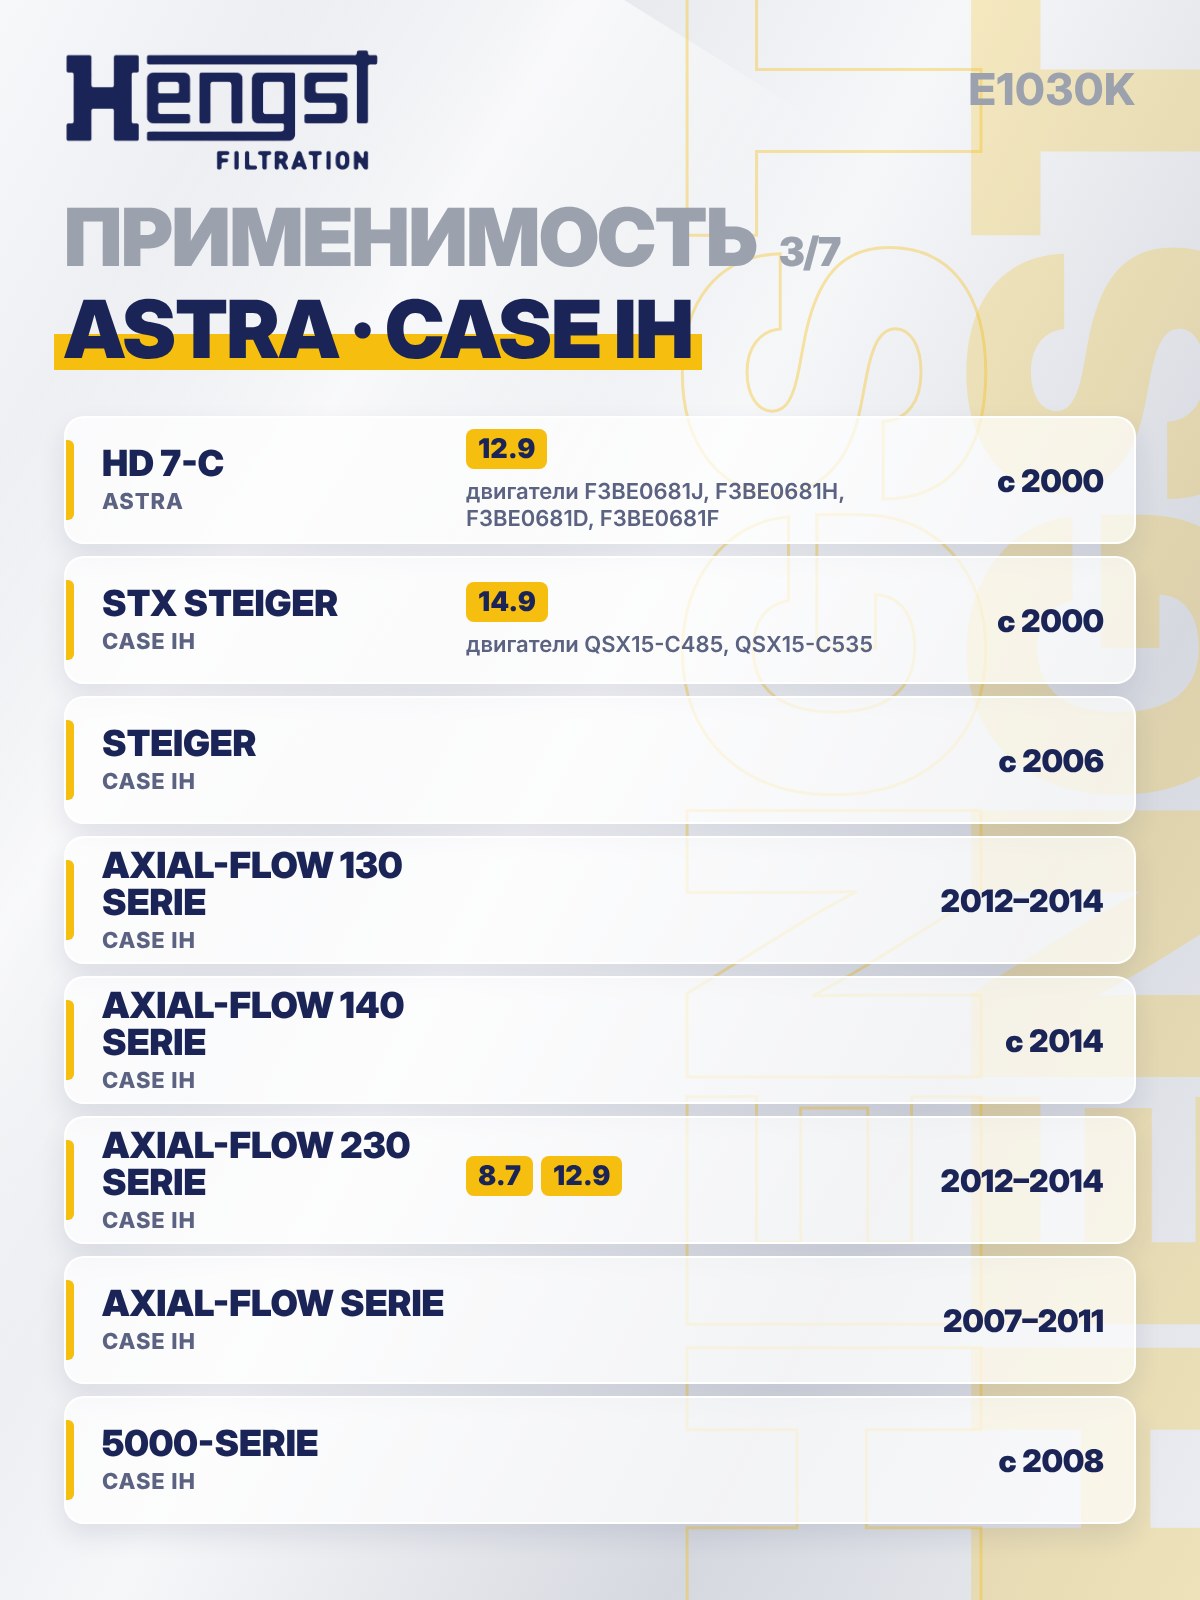 Hengst
FILTRATION
E1030K
ПРИМЕНИМОСТЬ 3/7
ASTRA · CASE IH
HD 7-C
ASTRA
12.9
двигатели F3BE0681J, F3BE0681H,
F3BE0681D, F3BE0681F
с 2000
STX STEIGER
CASE IH
14.9
двигатели QSX15-C485, QSX15-C535
с 2000
STEIGER
CASE IH
с 2006
AXIAL-FLOW 130
SERIE
CASE IH
2012–2014
AXIAL-FLOW 140
SERIE
CASE IH
с 2014
AXIAL-FLOW 230
SERIE
CASE IH
8.7 12.9
2012–2014
AXIAL-FLOW SERIE
CASE IH
2007–2011
5000-SERIE
CASE IH
с 2008
HENGST
HENGST